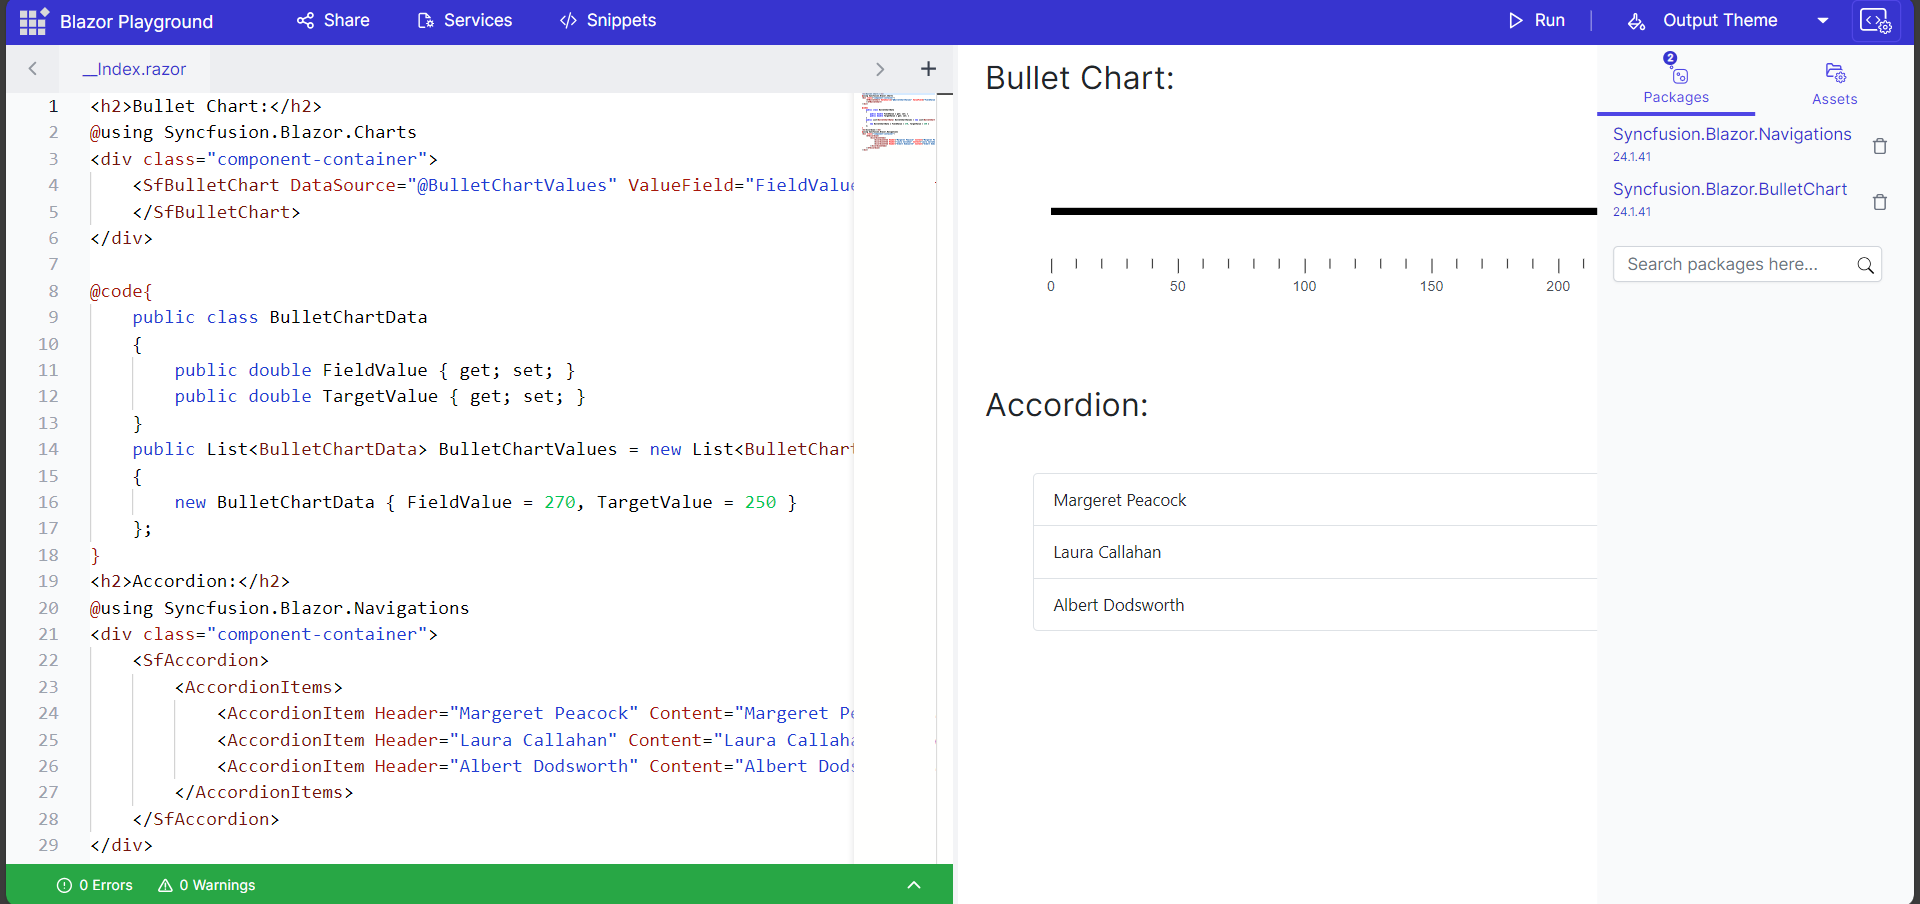 Blazor Playground
Share
Services
Snippets
Run
Output Theme
__Index.razor
1 <h2>Bullet Chart:</h2>
2 @using Syncfusion.Blazor.Charts
3 <div class="component-container">
4 <SfBulletChart DataSource="@BulletChartValues" ValueField="FieldValue
5 </SfBulletChart>
6 </div>
7
8 @code{
9 public class BulletChartData
10 {
11 public double FieldValue { get; set; }
12 public double TargetValue { get; set; }
13 }
14 public List<BulletChartData> BulletChartValues = new List<BulletChart
15 {
16 new BulletChartData { FieldValue = 270, TargetValue = 250 }
17 };
18 }
19 <h2>Accordion:</h2>
20 @using Syncfusion.Blazor.Navigations
21 <div class="component-container">
22 <SfAccordion>
23 <AccordionItems>
24 <AccordionItem Header="Margeret Peacock" Content="Margeret Pe
25 <AccordionItem Header="Laura Callahan" Content="Laura Callaha
26 <AccordionItem Header="Albert Dodsworth" Content="Albert Dods
27 </AccordionItems>
28 </SfAccordion>
29 </div>
0 Errors
0 Warnings
Bullet Chart:
0 50 100 150 200
Accordion:
Margeret Peacock
Laura Callahan
Albert Dodsworth
2
Packages
Assets
Syncfusion.Blazor.Navigations
24.1.41
Syncfusion.Blazor.BulletChart
24.1.41
Search packages here...